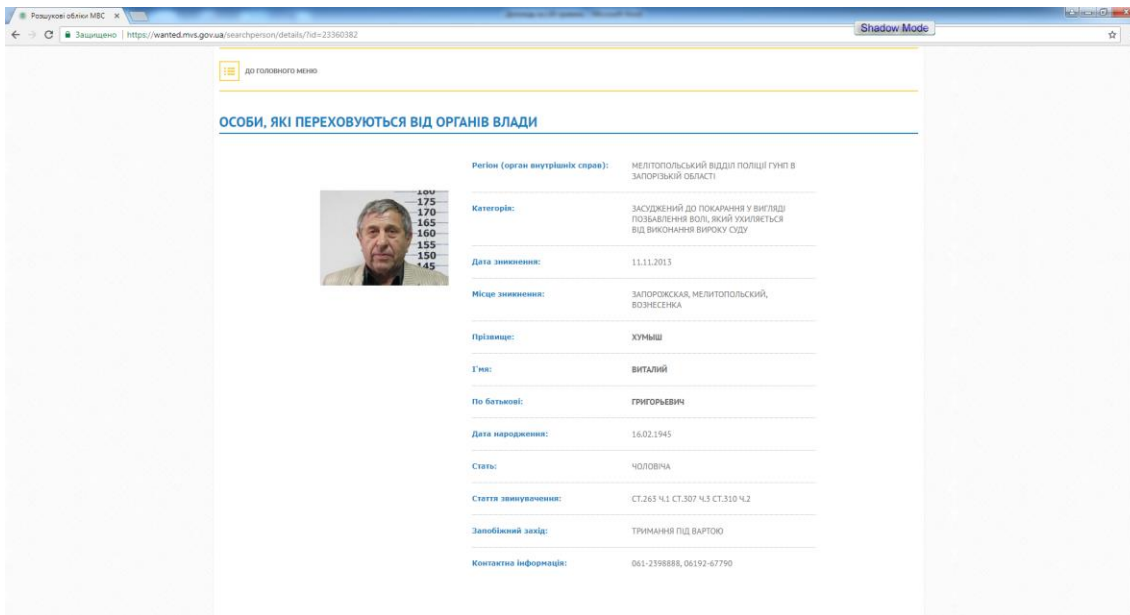 Розшукові обліки МВС
Shadow Mode
Защищено | https://wanted.mvs.gov.ua/searchperson/details/?id=23360382
ДО ГОЛОВНОГО МЕНЮ
ОСОБИ, ЯКІ ПЕРЕХОВУЮТЬСЯ ВІД ОРГАНІВ ВЛАДИ
180
175
170
165
160
155
150
145
Регіон (орган внутрішніх справ): МЕЛІТОПОЛЬСЬКИЙ ВІДДІЛ ПОЛІЦІЇ ГУНП В
ЗАПОРІЗЬКІЙ ОБЛАСТІ
Категорія: ЗАСУДЖЕНИЙ ДО ПОКАРАННЯ У ВИГЛЯДІ
ПОЗБАВЛЕННЯ ВОЛІ, ЯКИЙ УХИЛЯЄТЬСЯ
ВІД ВИКОНАННЯ ВИРОКУ СУДУ
Дата зникнення: 11.11.2013
Місце зникнення: ЗАПОРОЖСКАЯ, МЕЛИТОПОЛЬСКИЙ,
ВОЗНЕСЕНКА
Прізвище: ХУМЫШ
Ім'я: ВИТАЛИЙ
По батькові: ГРИГОРЬЕВИЧ
Дата народження: 16.02.1945
Стать: ЧОЛОВІЧА
Стаття звинувачення: СТ.263 Ч.1 СТ.307 Ч.3 СТ.310 Ч.2
Запобіжний захід: ТРИМАННЯ ПІД ВАРТОЮ
Контактна інформація: 061-2398888, 06192-67790